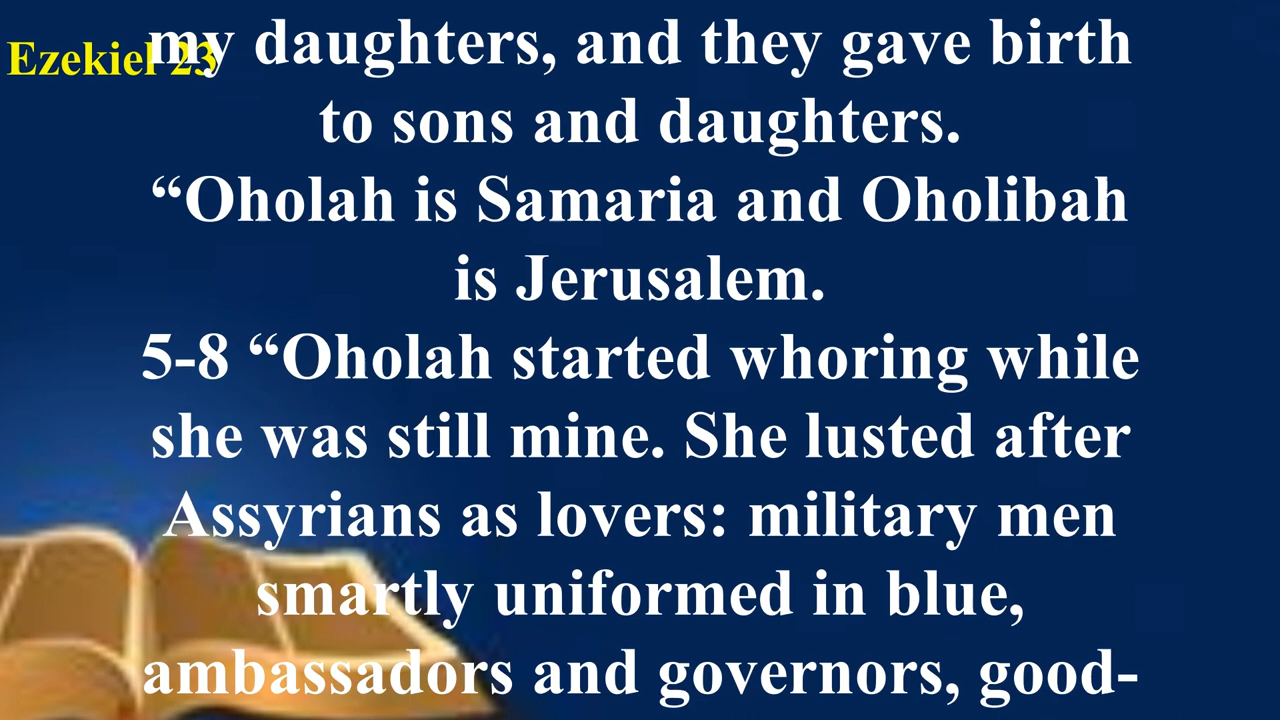 Ezekiel 23
my daughters, and they gave birth
to sons and daughters.
“Oholah is Samaria and Oholibah
is Jerusalem.
5-8 “Oholah started whoring while
she was still mine. She lusted after
Assyrians as lovers: military men
smartly uniformed in blue,
ambassadors and governors, good-